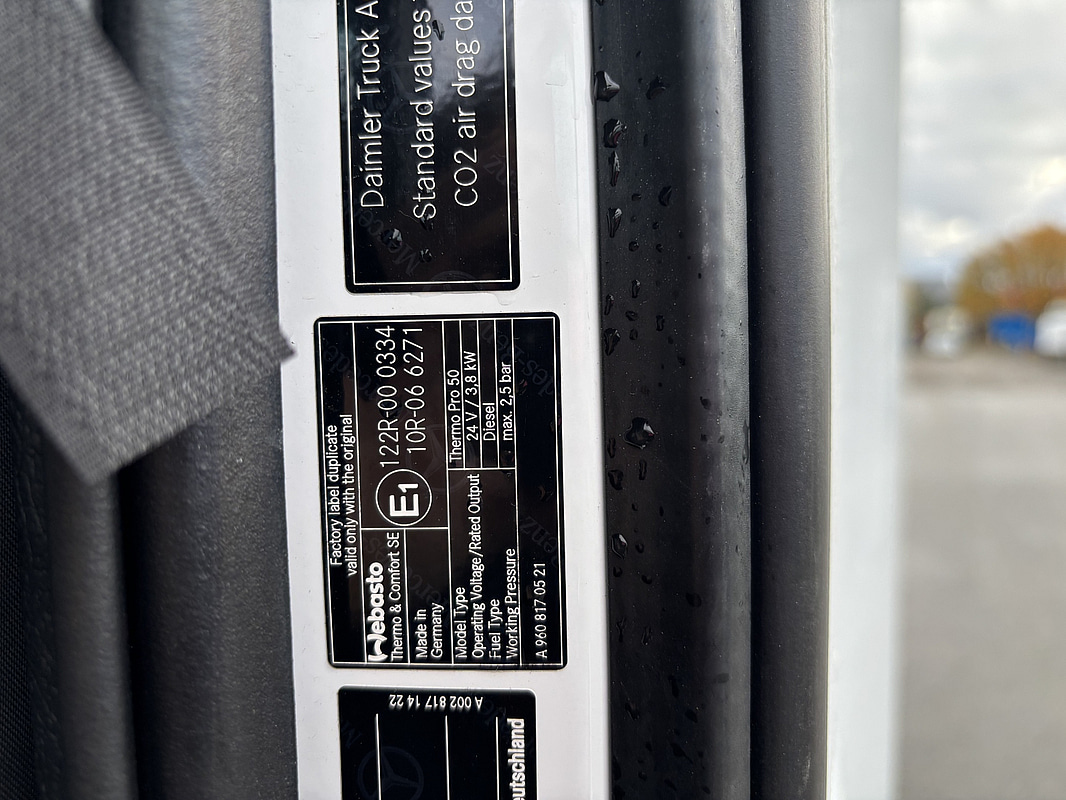 Daimler Truck A
Standard values
CO2 air drag da
Factory label duplicate
valid only with the original
Webasto
Thermo & Comfort SE
E1
122R-00 0334
10R-06 6271
Made in
Germany
Model Type
Thermo Pro 50
Operating Voltage/Rated Output
24 V / 3,8 kW
Fuel Type
Diesel
Working Pressure
max. 2,5 bar
A 960 817 05 21
A 002 817 14 22
eutschland